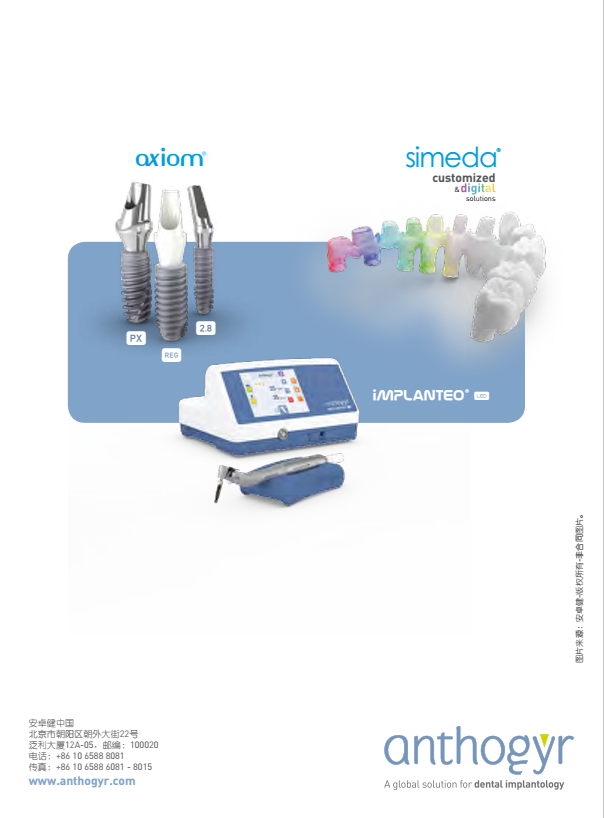 axiom®
simeda®
customized
& digital
solutions
PX
REG
2.8
anthogyr
iMPLANTEO® LED
图片来源：安卓健-版权所有-非合同图片。
安卓健中国
北京市朝阳区朝外大街22号
泛利大厦12A-05，邮编：100020
电话：+86 10 6588 8081
传真：+86 10 6588 6081 - 8015
www.anthogyr.com
anthogyr
A global solution for dental implantology